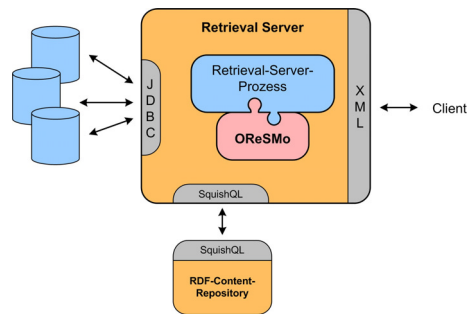 Retrieval Server
Retrieval-Server-
Prozess
OReSMo
J
D
B
C
X
M
L
Client
SquishQL
SquishQL
RDF-Content-
Repository